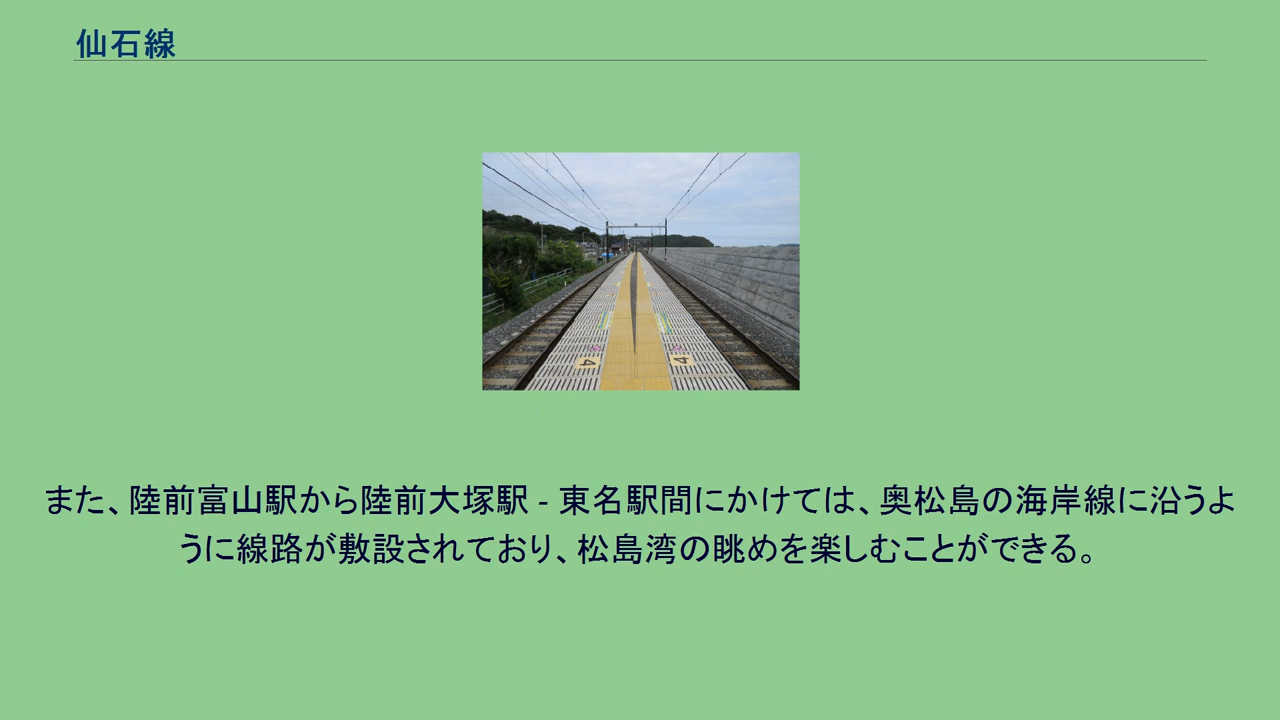 仙石線
4
4
また、陸前富山駅から陸前大塚駅 - 東名駅間にかけては、奥松島の海岸線に沿うよ
うに線路が敷設されており、松島湾の眺めを楽しむことができる。